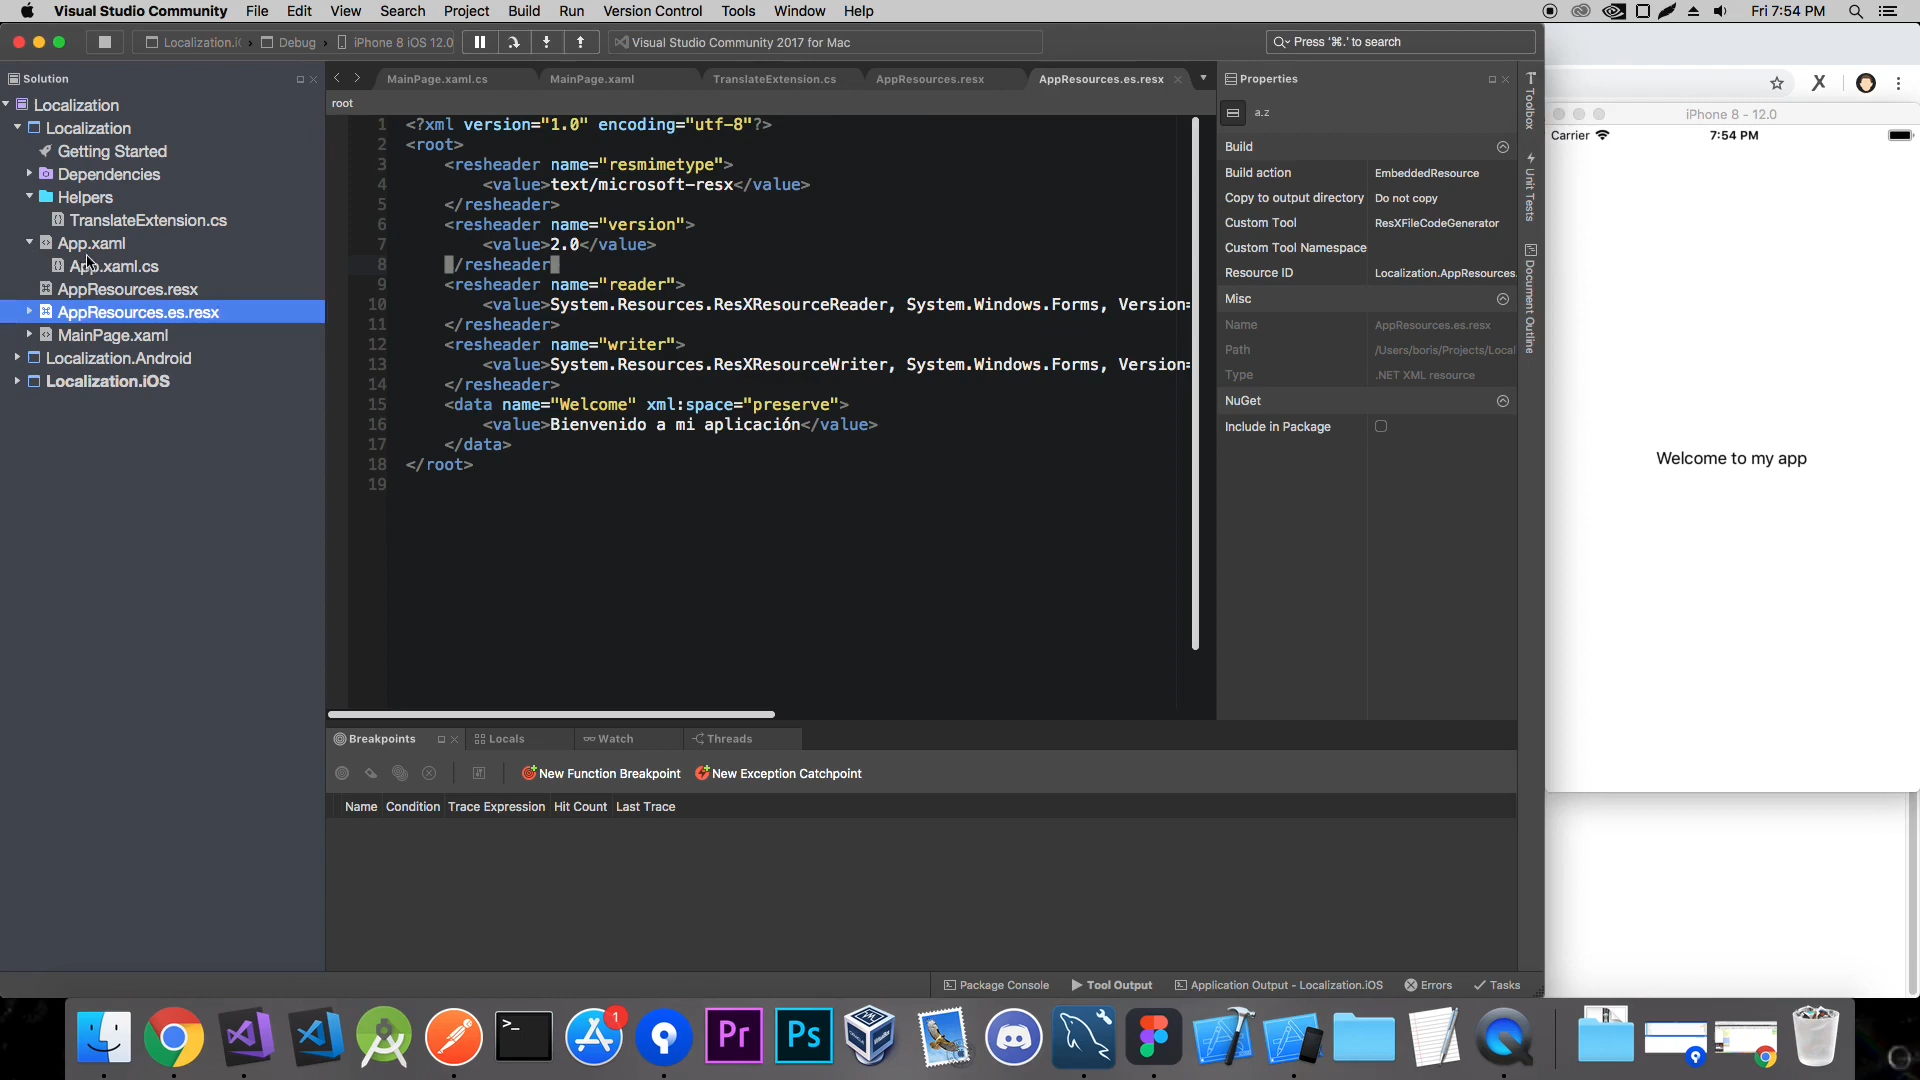 Visual Studio Community File Edit View Search Project Build Run Version Control Tools Window Help Fri 7:54 PM
Debug iPhone 8 iOS 12.0 Visual Studio Community 2017 for Mac Press '⌘.' to search
Solution
Localization
Localization
Getting Started
Dependencies
Helpers
TranslateExtension.cs
App.xaml
App.xaml.cs
AppResources.resx
AppResources.es.resx
MainPage.xaml
Localization.Android
Localization.iOS
MainPage.xaml.cs MainPage.xaml TranslateExtension.cs AppResources.resx AppResources.es.resx
root
1 <?xml version="1.0" encoding="utf-8"?>
2 <root>
3 <resheader name="resmimetype">
4 <value>text/microsoft-resx</value>
5 </resheader>
6 <resheader name="version">
7 <value>2.0</value>
8 </resheader>
9 <resheader name="reader">
10 <value>System.Resources.ResXResourceReader, System.Windows.Forms, Version=
11 </resheader>
12 <resheader name="writer">
13 <value>System.Resources.ResXResourceWriter, System.Windows.Forms, Version=
14 </resheader>
15 <data name="Welcome" xml:space="preserve">
16 <value>Bienvenido a mi aplicación</value>
17 </data>
18 </root>
19
Properties
a.z
Build
Build action EmbeddedResource
Copy to output directory Do not copy
Custom Tool ResXFileCodeGenerator
Custom Tool Namespace
Resource ID Localization.AppResources.
Misc
Name AppResources.es.resx
Path /Users/boris/Projects/Local
Type .NET XML resource
NuGet
Include in Package
Toolbox
Unit Tests
Document Outline
iPhone 8 - 12.0
Carrier 7:54 PM
Welcome to my app
Breakpoints Locals Watch Threads
New Function Breakpoint New Exception Catchpoint
Name Condition Trace Expression Hit Count Last Trace
Package Console Tool Output Application Output - Localization.iOS Errors Tasks
>_
1
Pr
Ps